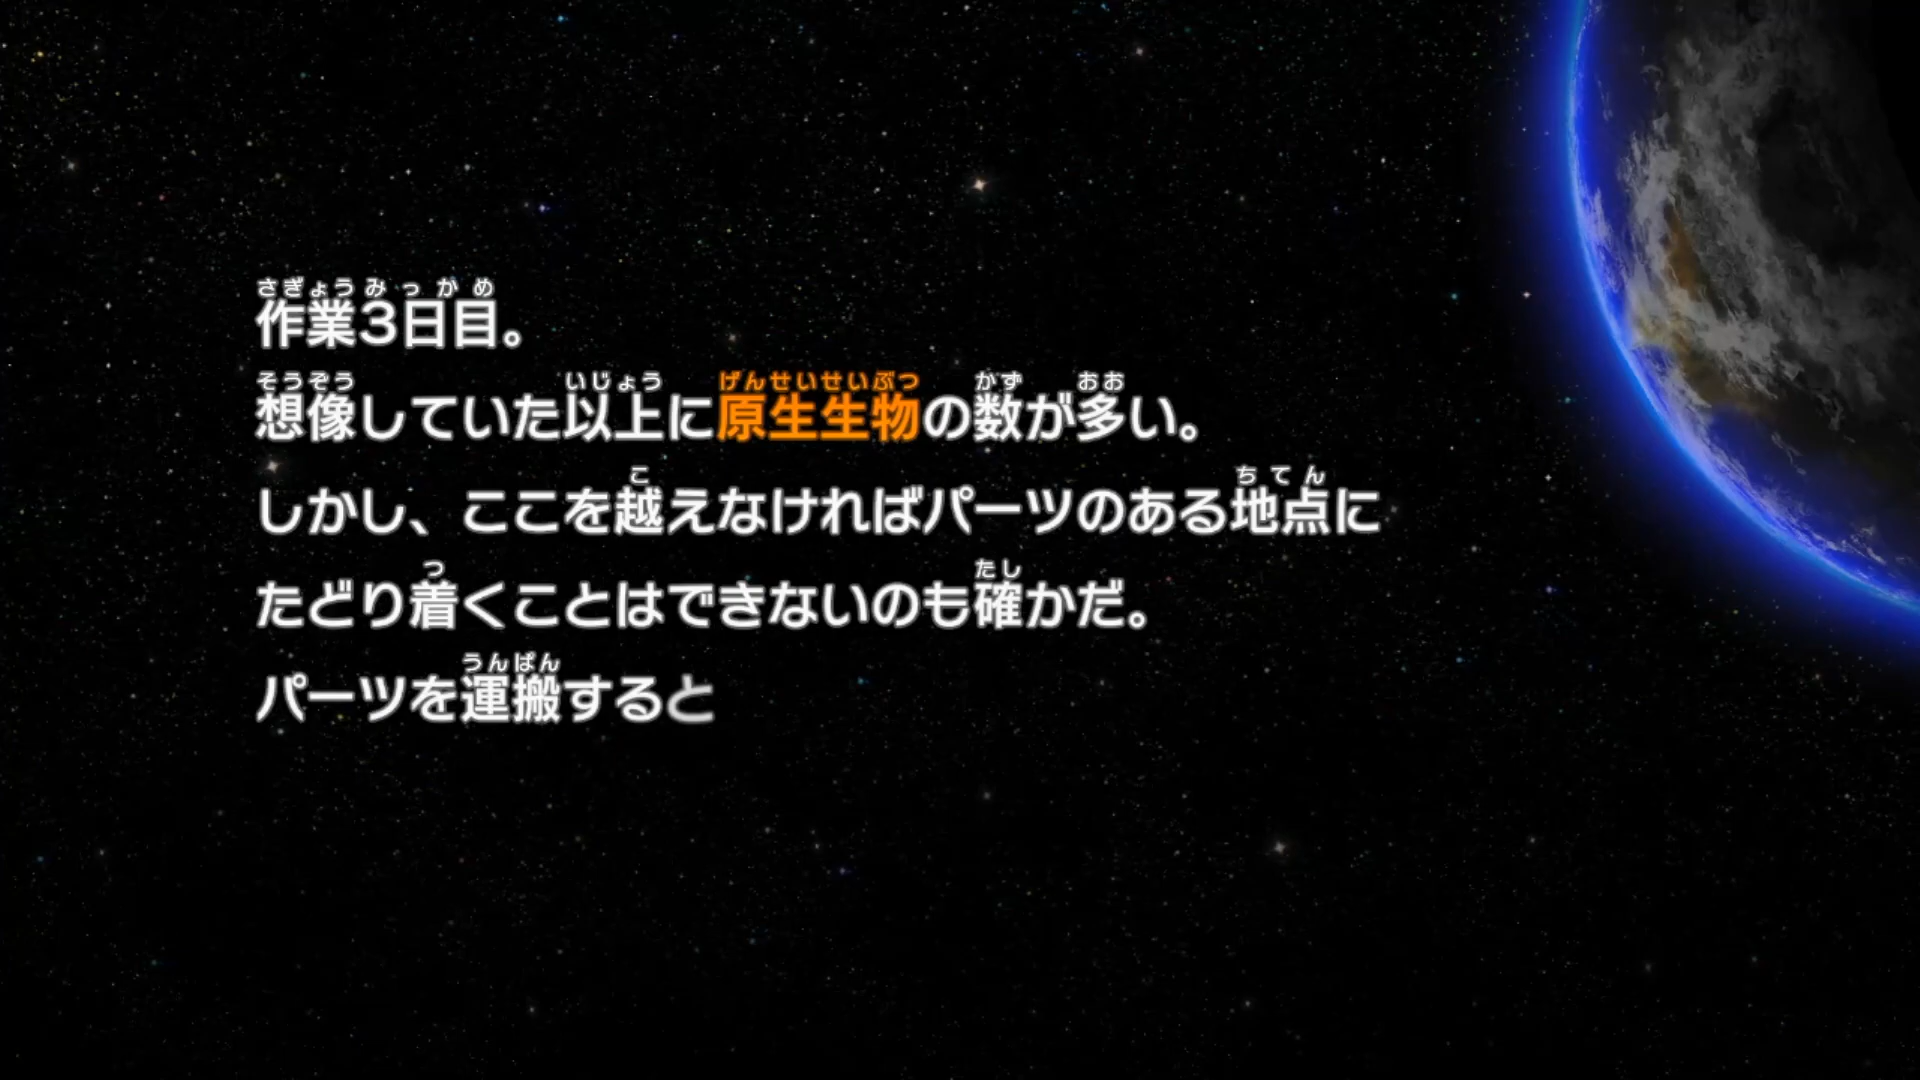 作業3日目。
想像していた以上に原生生物の数が多い。
しかし、ここを越えなければパーツのある地点に
たどり着くことはできないのも確かだ。
パーツを運搬すると